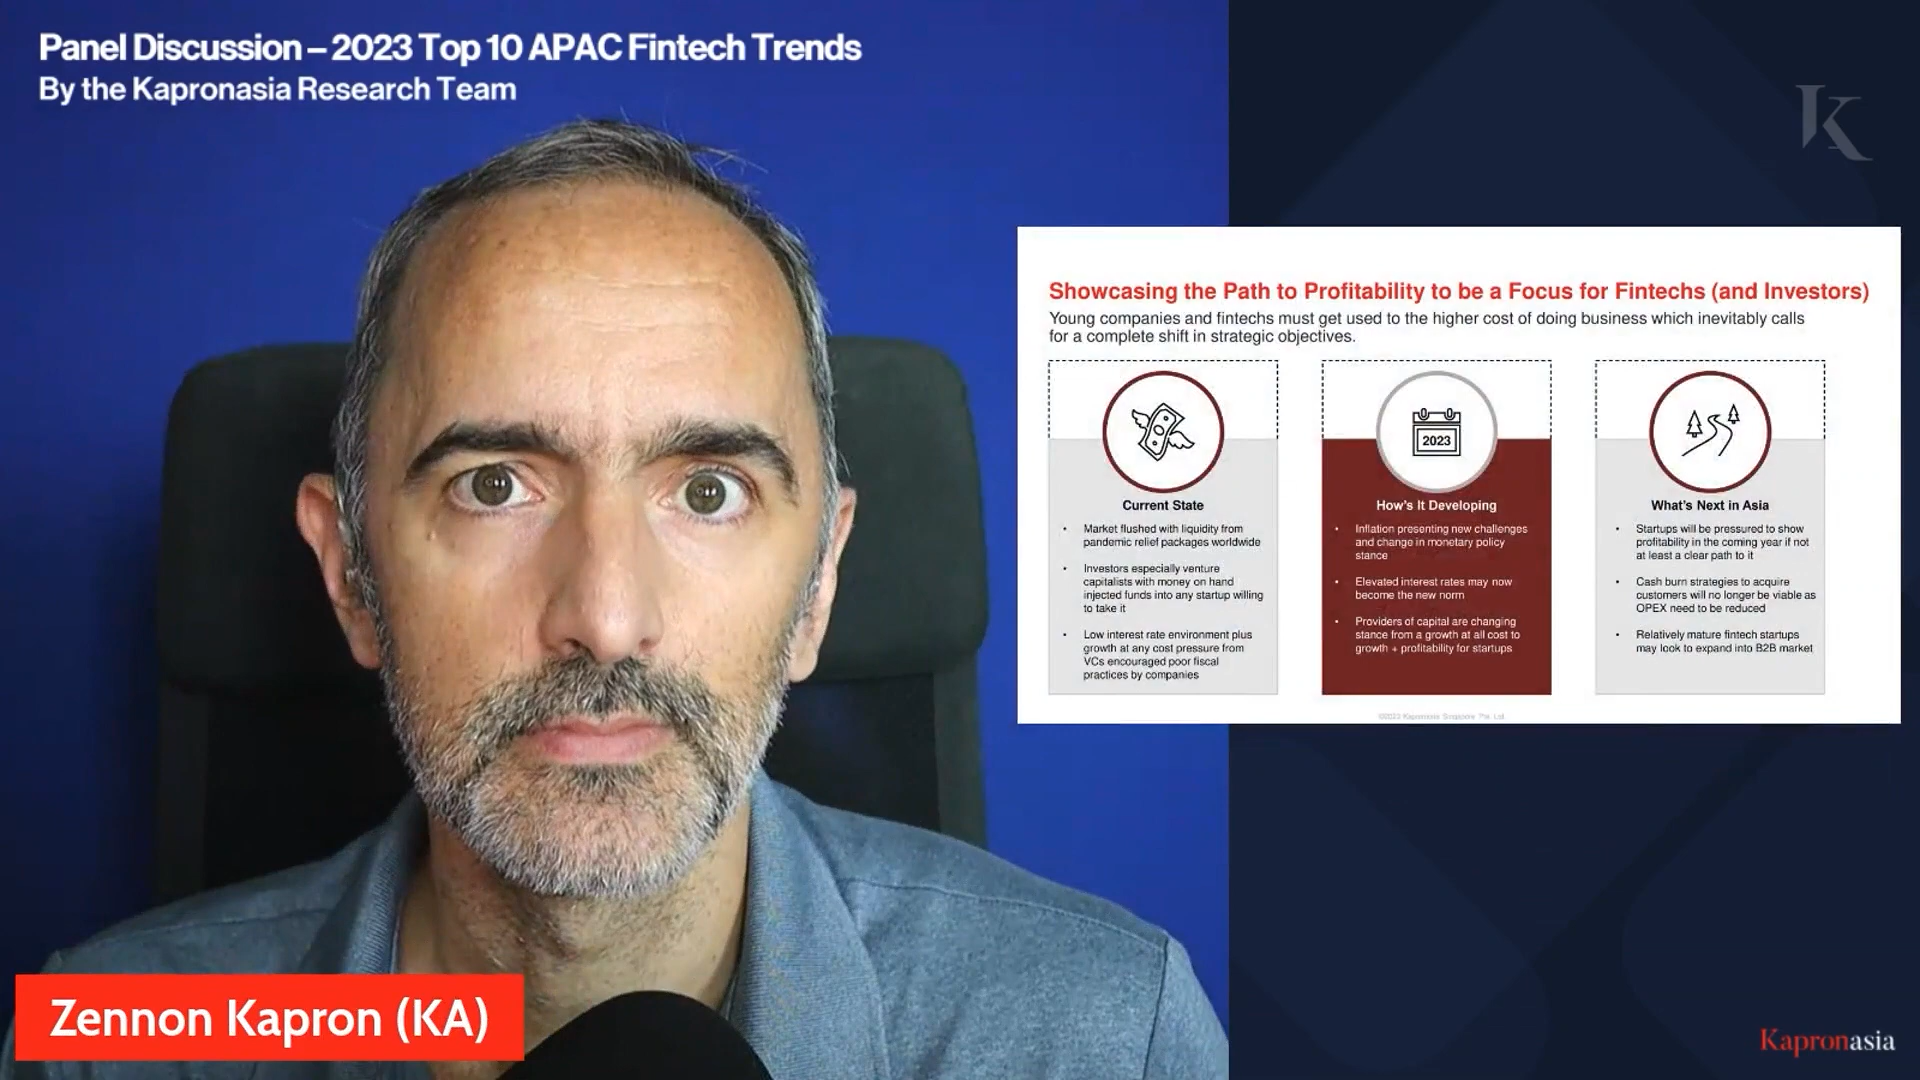 Panel Discussion – 2023 Top 10 APAC Fintech Trends
By the Kapronasia Research Team
K
Showcasing the Path to Profitability to be a Focus for Fintechs (and Investors)
Young companies and fintechs must get used to the higher cost of doing business which inevitably calls
for a complete shift in strategic objectives.
Current State
• Market flushed with liquidity from
pandemic relief packages worldwide
• Investors especially venture
capitalists with money on hand
injected funds into any startup willing
to take it
• Low interest rate environment plus
growth at any cost pressure from
VCs encouraged poor fiscal
practices by companies
2023
How's It Developing
• Inflation presenting new challenges
and change in monetary policy
stance
• Elevated interest rates may now
become the new norm
• Providers of capital are changing
stance from a growth at all cost to
growth + profitability for startups
What's Next in Asia
• Startups will be pressured to show
profitability in the coming year if not
at least a clear path to it
• Cash burn strategies to acquire
customers will no longer be viable as
OPEX need to be reduced
• Relatively mature fintech startups
may look to expand into B2B market
©2023 Kapronasia Singapore Pte. Ltd.
Zennon Kapron (KA)
Kapronasia